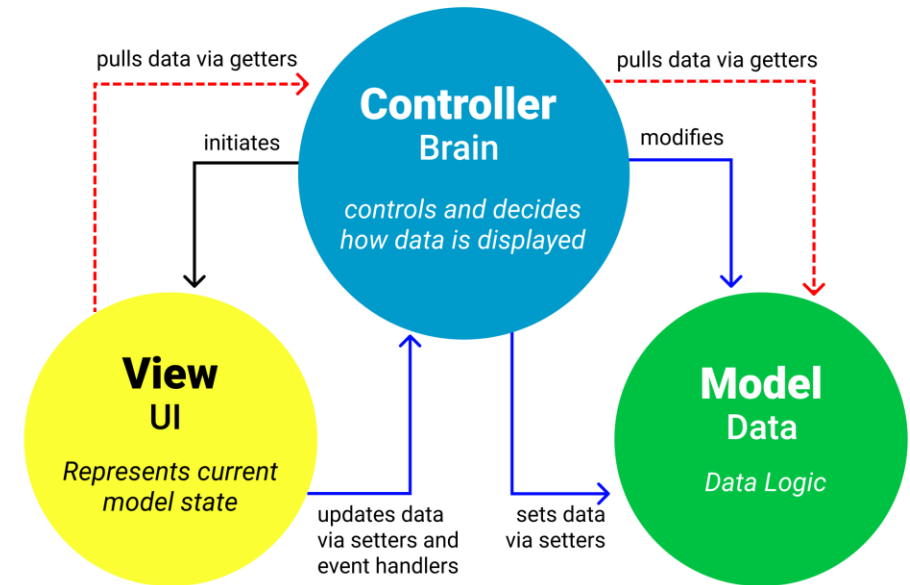 pulls data via getters
pulls data via getters
Controller
Brain
controls and decides
how data is displayed
initiates
modifies
View
UI
Represents current
model state
Model
Data
Data Logic
updates data
via setters and
event handlers
sets data
via setters